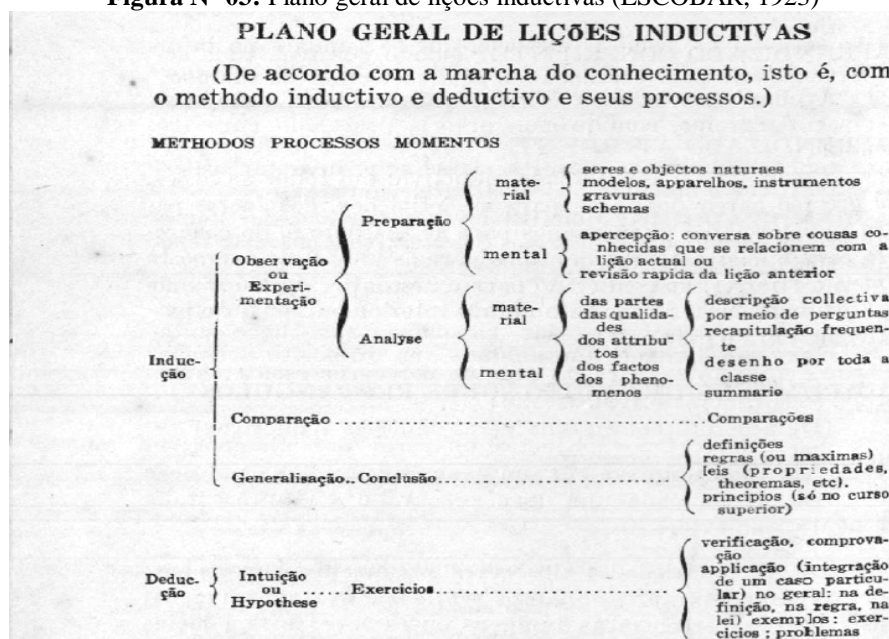 Figura N° 03: Plano geral de lições inductivas (ESCOBAR, 1923)
PLANO GERAL DE LIÇÕES INDUCTIVAS
(De accordo com a marcha do conhecimento, isto é, com
o methodo inductivo e deductivo e seus processos.)
METHODOS PROCESSOS MOMENTOS
Induc-
ção
Observação
ou
Experi-
mentação
Preparação
mate-
rial
seres e objectos naturaes
modelos, apparelhos, instrumentos
gravuras
schemas
mental
apercepção: conversa sobre cousas co-
nhecidas que se relacionem com a
lição actual ou
revisão rapida da lição anterior
Analyse
mate-
rial
mental
das partes
das qualida-
des
dos attribu-
tos
dos factos
dos pheno-
menos
descripção collectiva
por meio de perguntas
recapitulação frequen-
te
desenho por toda a
classe
summario
Comparação ........ Comparações
Generalisação.. Conclusão........
definições
regras (ou maximas)
leis (propriedades,
theoremas, etc).
principios (só no curso
superior)
Deduc-
ção
Intuição
ou
Hypothese
........Exercicios........
verificação, comprova-
ção
applicação (integração
de um caso particu-
lar) no geral: na de-
finição, na regra, na
lei) exemplos: exer-
cicios; problemas